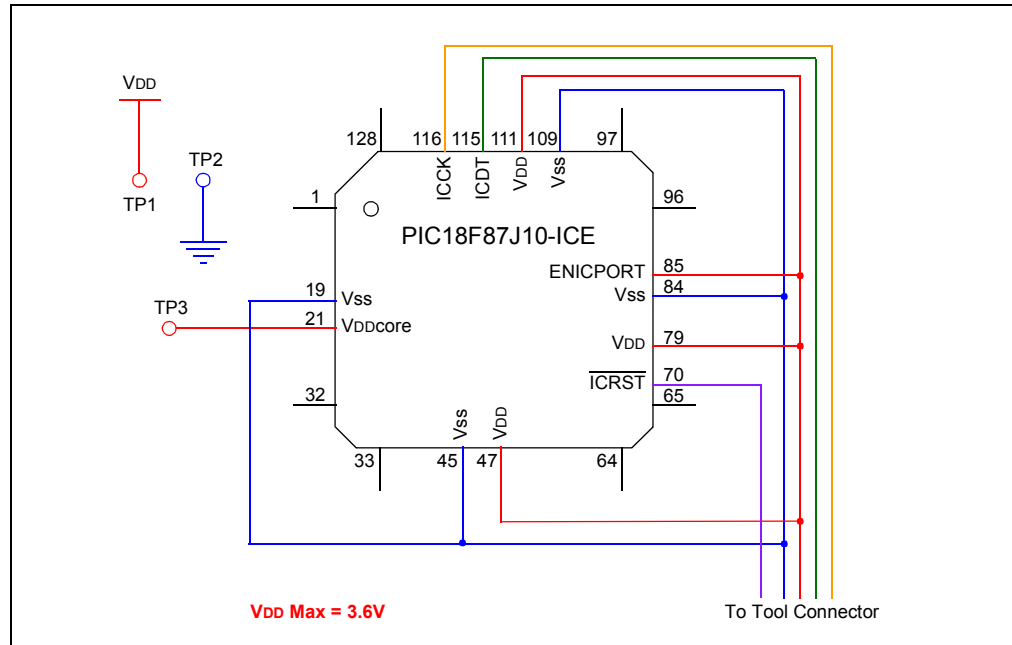 VDD
TP1
TP2
128
116
115
111
109
97
ICCK
ICDT
VDD
Vss
1
96
PIC18F87J10-ICE
ENICPORT
85
Vss
84
19
Vss
TP3
21
VDDcore
VDD
79
ICRST
70
65
32
Vss
VDD
33
45
47
64
VDD Max = 3.6V
To Tool Connector